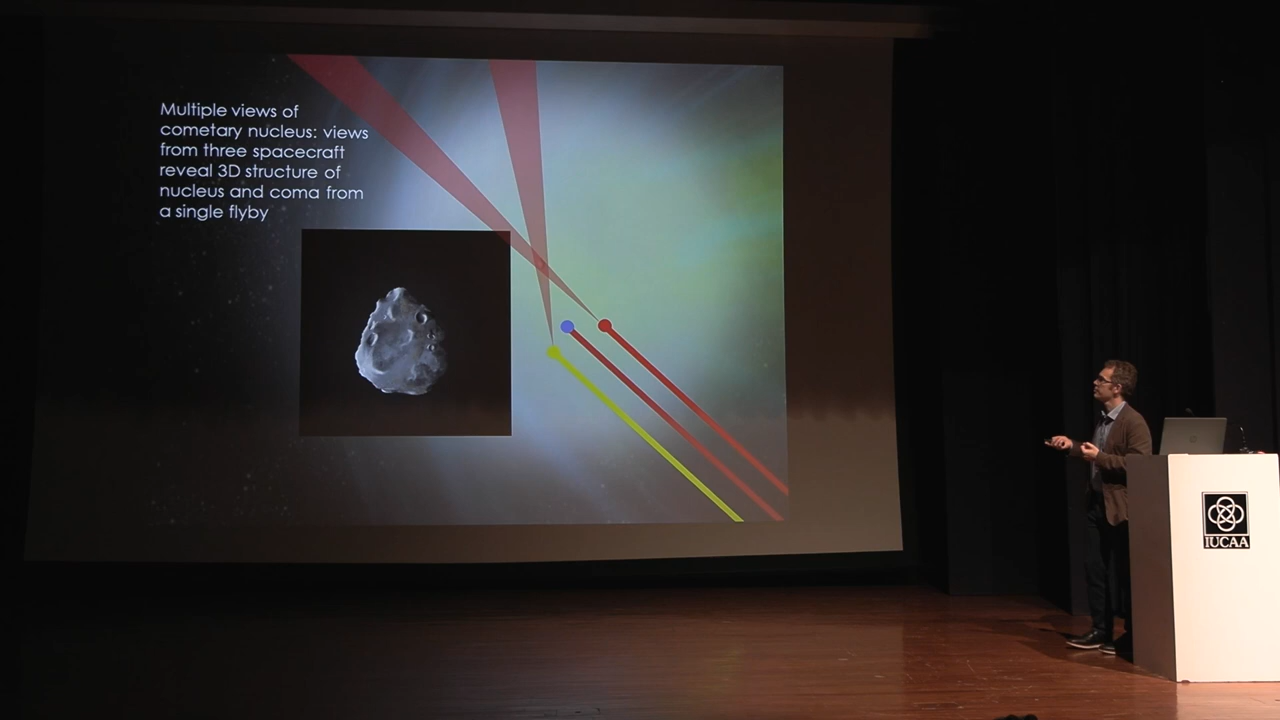 Multiple views of
cometary nucleus: views
from three spacecraft
reveal 3D structure of
nucleus and coma from
a single flyby
IUCAA